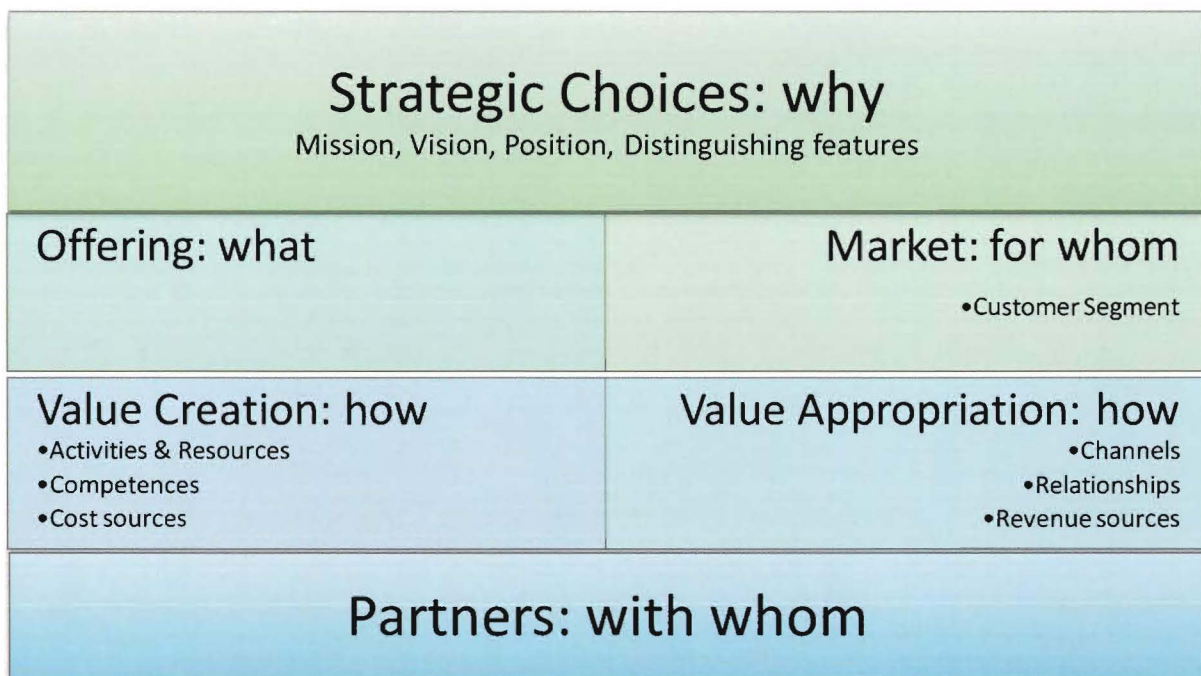 Strategic Choices: why
Mission, Vision, Position, Distinguishing features
Offering: what
Market: for whom
•Customer Segment
Value Creation: how
•Activities & Resources
•Competences
•Cost sources
Value Appropriation: how
•Channels
•Relationships
•Revenue sources
Partners: with whom